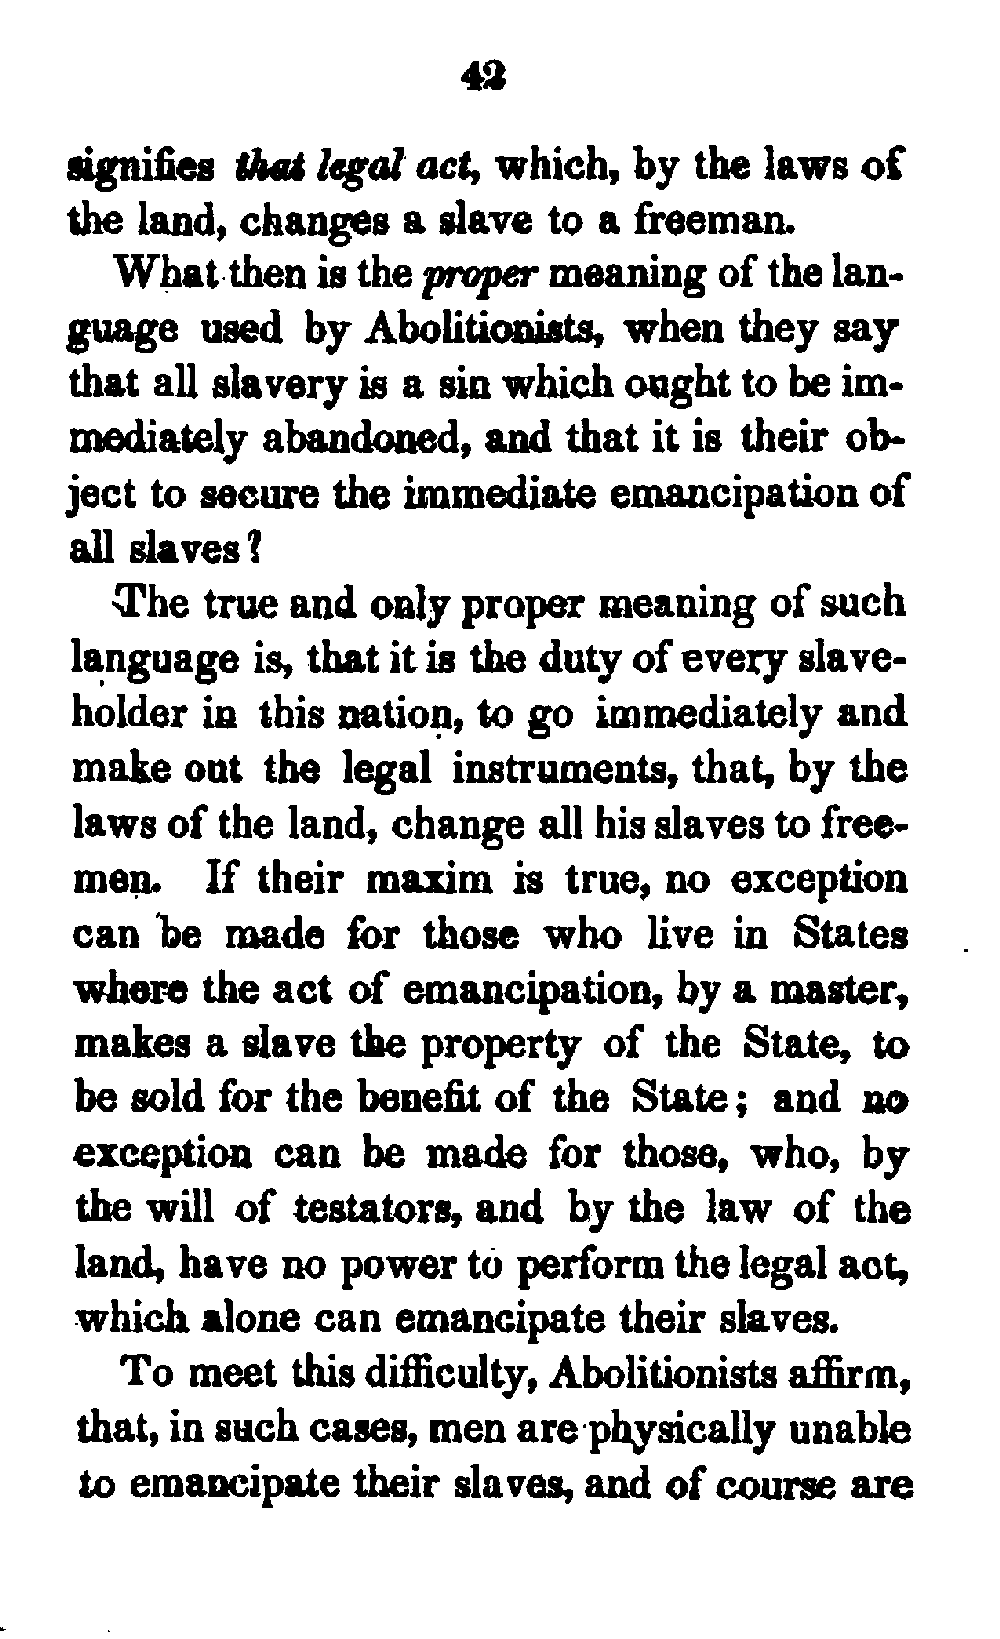 42
signifies that legal act, which, by the laws of
the land, changes a slave to a freeman.
What then is the proper meaning of the lan-
guage used by Abolitionists, when they say
that all slavery is a sin which ought to be im-
mediately abandoned, and that it is their ob-
ject to secure the immediate emancipation of
all slaves?
The true and only proper meaning of such
language is, that it is the duty of every slave-
holder in this nation, to go immediately and
make out the legal instruments, that, by the
laws of the land, change all his slaves to free-
men. If their maxim is true, no exception
can be made for those who live in States
where the act of emancipation, by a master,
makes a slave the property of the State, to
be sold for the benefit of the State; and no
exception can be made for those, who, by
the will of testators, and by the law of the
land, have no power to perform the legal act,
which alone can emancipate their slaves.
To meet this difficulty, Abolitionists affirm,
that, in such cases, men are physically unable
to emancipate their slaves, and of course are